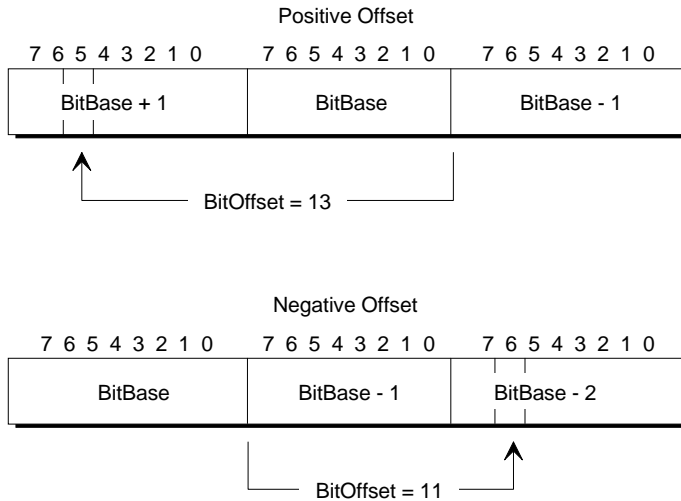 Positive Offset
7 6 5 4 3 2 1 0 7 6 5 4 3 2 1 0 7 6 5 4 3 2 1 0
BitBase + 1 BitBase BitBase - 1
BitOffset = 13
Negative Offset
7 6 5 4 3 2 1 0 7 6 5 4 3 2 1 0 7 6 5 4 3 2 1 0
BitBase BitBase - 1 BitBase - 2
BitOffset = 11